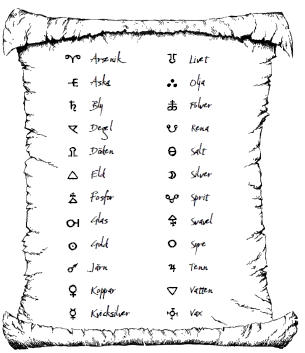 Arsenik
Aska
Bly
Degel
Döden
Eld
Fosfor
Glas
Guld
Järn
Koppar
Kvicksilver
Livet
Olja
Pulver
Rena
Salt
Silver
Sprit
Svavel
Syre
Tenn
Vatten
Vax